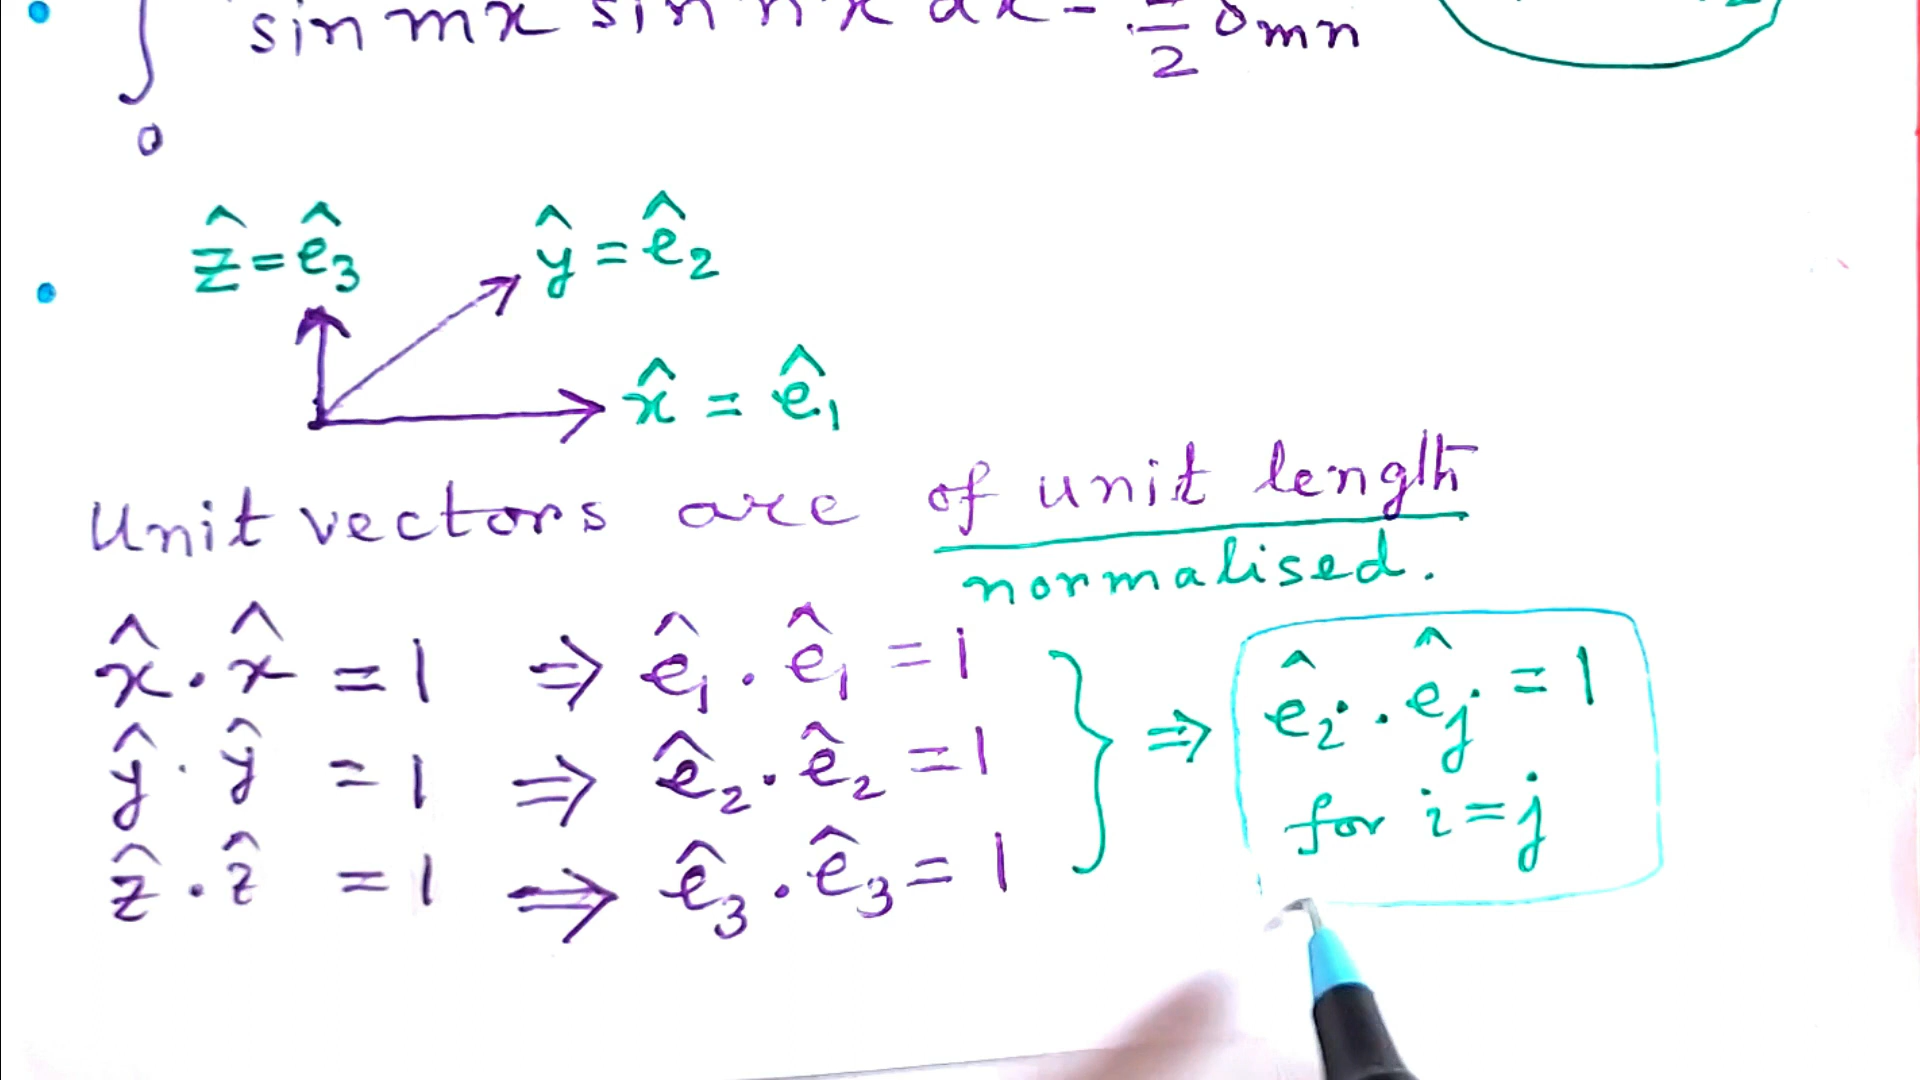 ∫ sin mx sin nx dx = π/2 δmn
0
ẑ = ê3 ŷ = ê2
x̂ = ê1
Unit vectors are of unit length
normalised.
x̂ . x̂ = 1 ⇒ ê1 . ê1 = 1
ŷ . ŷ = 1 ⇒ ê2 . ê2 = 1
ẑ . ẑ = 1 ⇒ ê3 . ê3 = 1
} ⇒ êi . êj = 1
for i = j